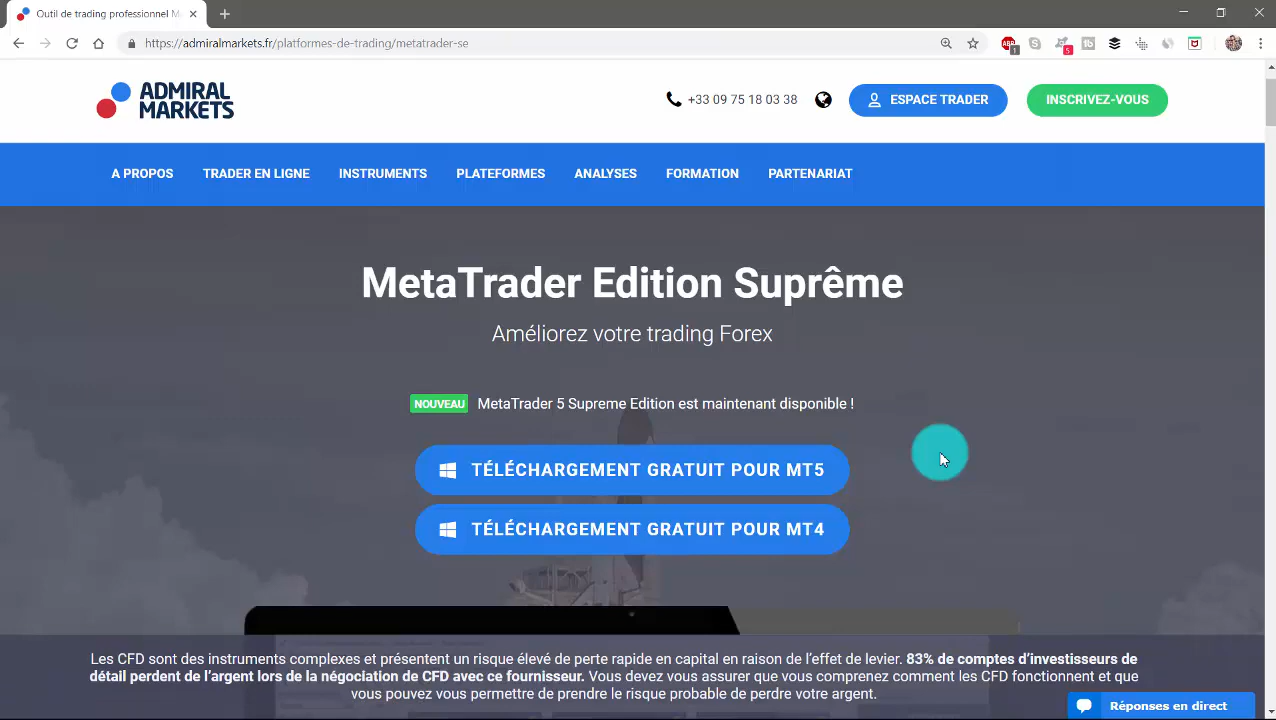 Outil de trading professionnel M
https://admiralmarkets.fr/platformes-de-trading/metatrader-se
ABP
1
5
ADMIRAL
MARKETS
+33 09 75 18 03 38
ESPACE TRADER
INSCRIVEZ-VOUS
A PROPOS
TRADER EN LIGNE
INSTRUMENTS
PLATEFORMES
ANALYSES
FORMATION
PARTENARIAT
MetaTrader Edition Suprême
Améliorez votre trading Forex
NOUVEAU MetaTrader 5 Supreme Edition est maintenant disponible !
TÉLÉCHARGEMENT GRATUIT POUR MT5
TÉLÉCHARGEMENT GRATUIT POUR MT4
Les CFD sont des instruments complexes et présentent un risque élevé de perte rapide en capital en raison de l'effet de levier. 83% de comptes d'investisseurs de
détail perdent de l'argent lors de la négociation de CFD avec ce fournisseur. Vous devez vous assurer que vous comprenez comment les CFD fonctionnent et que
vous pouvez vous permettre de prendre le risque probable de perdre votre argent.
Réponses en direct